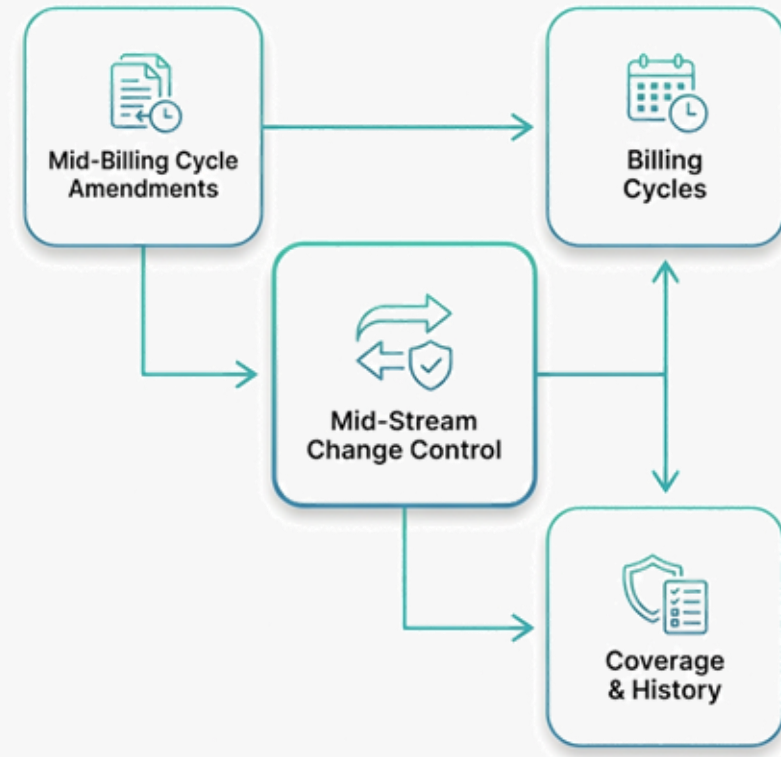 Mid-Billing Cycle
Amendments
Billing
Cycles
Mid-Stream
Change Control
Coverage
& History